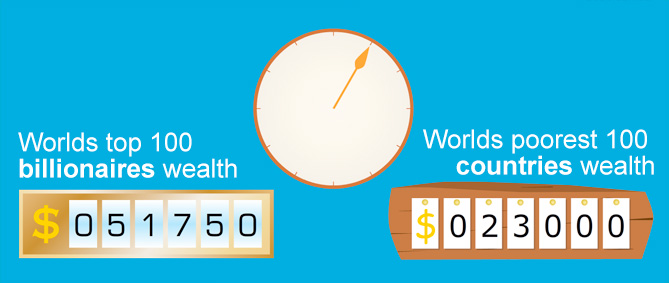 Worlds top 100
billionaires wealth
$ 051750
Worlds poorest 100
countries wealth
$ 023000